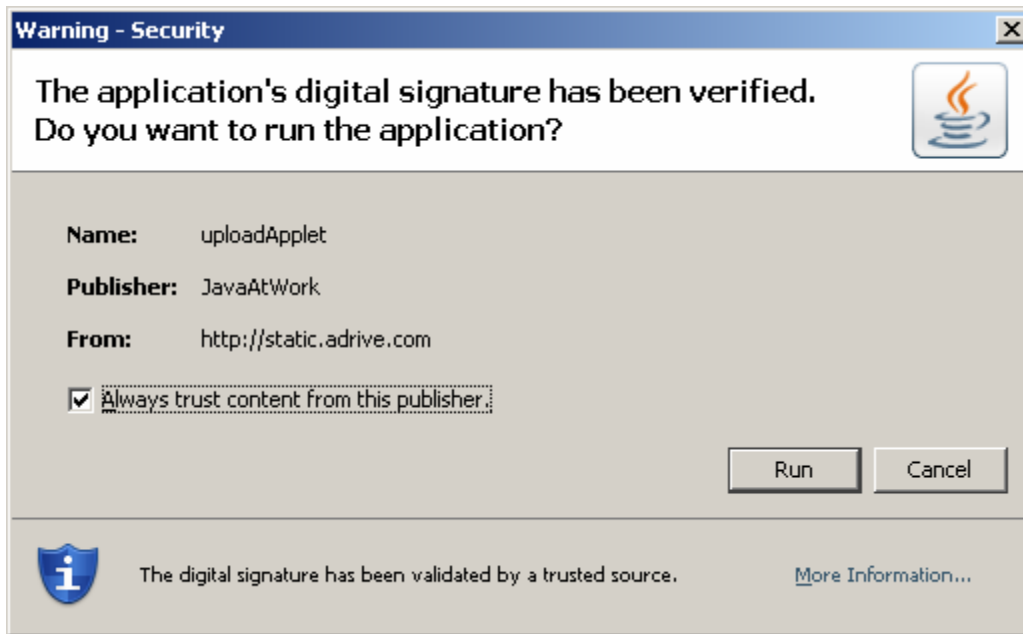 Warning - Security
The application's digital signature has been verified.
Do you want to run the application?
Name: uploadApplet
Publisher: JavaAtWork
From: http://static.adrive.com
Always trust content from this publisher.
Run Cancel
The digital signature has been validated by a trusted source. More Information...